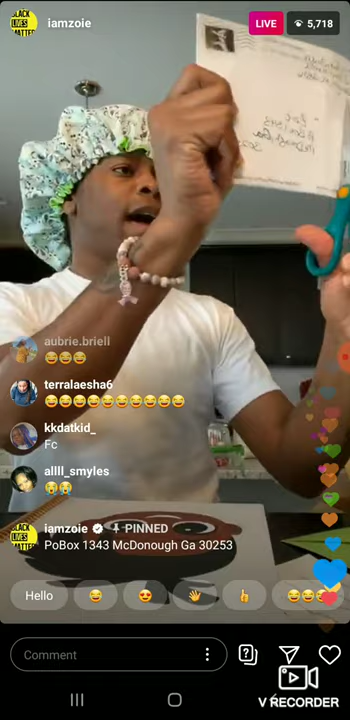 BLACK
LIVES
MATTER
iamzoie
LIVE
5,718
aubrie.briell
😂😂😂
terralaesha6
😂😂😂😂😂😂😂😂😂😂
kkdatkid_
Fc
allll_smyles
😂😭
iamzoie PINNED
PoBox 1343 McDonough Ga 30253
Hello 😂 😍 👋 👍 😂😂😂
Comment
V RECORDER